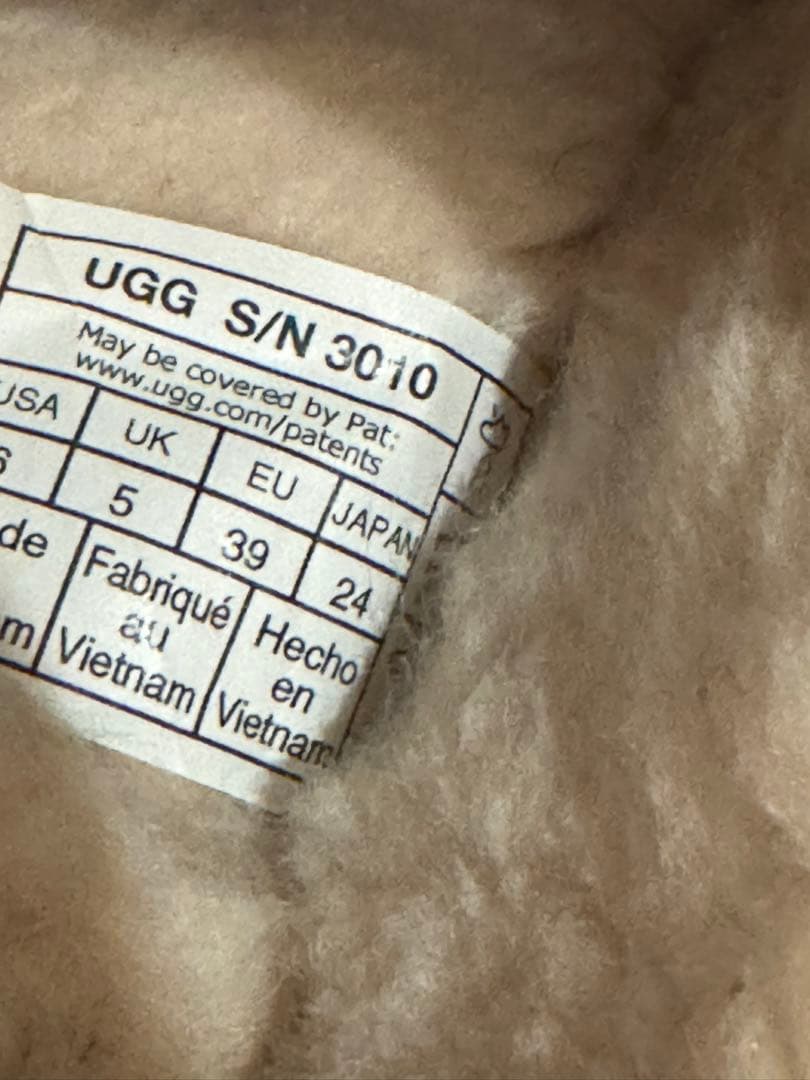 UGG S/N 3010
May be covered by Pat:
www.ugg.com/patents
USA UK EU JAPAN
6 5 39 24
de
m
Fabriqué
au
Vietnam
Hecho
en
Vietnam